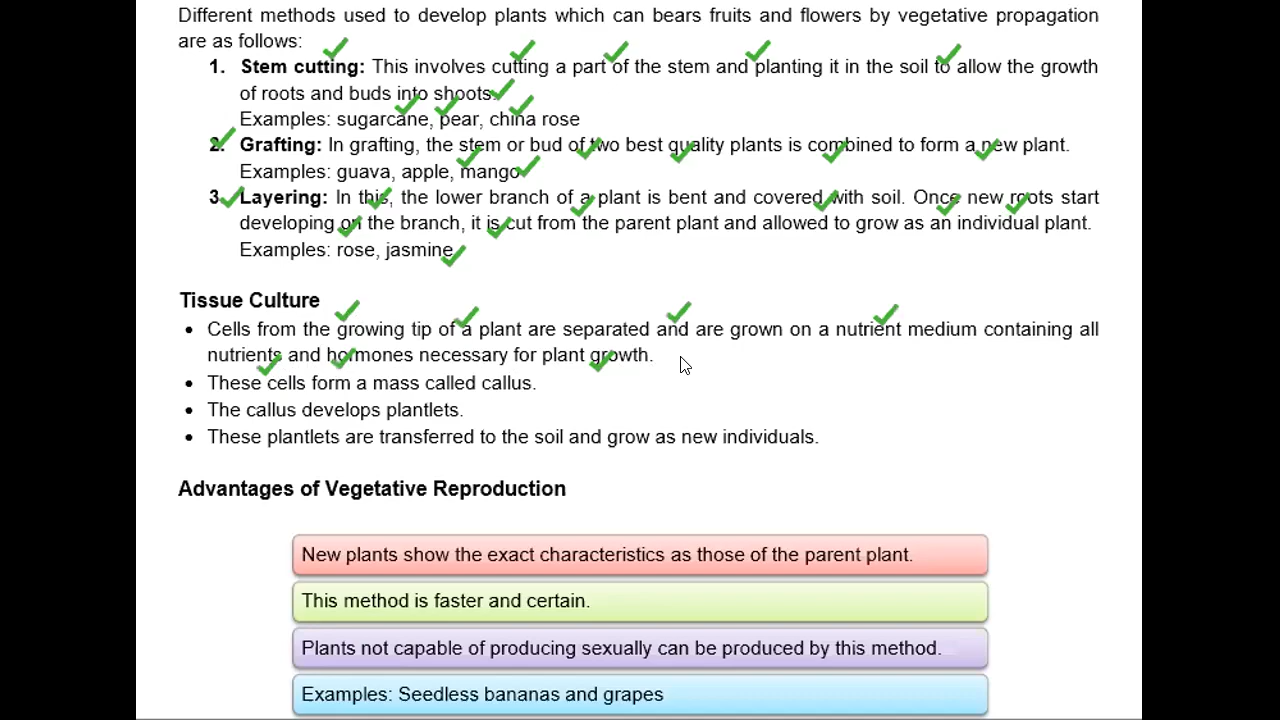 Different methods used to develop plants which can bears fruits and flowers by vegetative propagation
are as follows:
1. Stem cutting: This involves cutting a part of the stem and planting it in the soil to allow the growth
of roots and buds into shoots.
Examples: sugarcane, pear, china rose
2. Grafting: In grafting, the stem or bud of two best quality plants is combined to form a new plant.
Examples: guava, apple, mango
3. Layering: In this, the lower branch of a plant is bent and covered with soil. Once new roots start
developing on the branch, it is cut from the parent plant and allowed to grow as an individual plant.
Examples: rose, jasmine
Tissue Culture
• Cells from the growing tip of a plant are separated and are grown on a nutrient medium containing all
nutrients and hormones necessary for plant growth.
• These cells form a mass called callus.
• The callus develops plantlets.
• These plantlets are transferred to the soil and grow as new individuals.
Advantages of Vegetative Reproduction
New plants show the exact characteristics as those of the parent plant.
This method is faster and certain.
Plants not capable of producing sexually can be produced by this method.
Examples: Seedless bananas and grapes